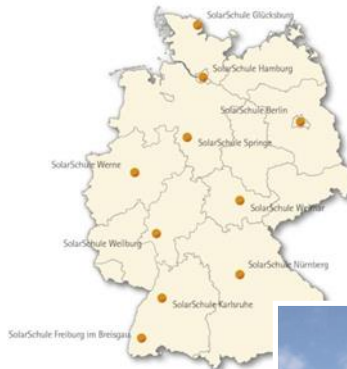 SolarSchule Glücksburg
SolarSchule Hamburg
SolarSchule Berlin
SolarSchule Springe
SolarSchule Werne
SolarSchule Weimar
SolarSchule Weilburg
SolarSchule Nürnberg
SolarSchule Karlsruhe
SolarSchule Freiburg im Breisgau